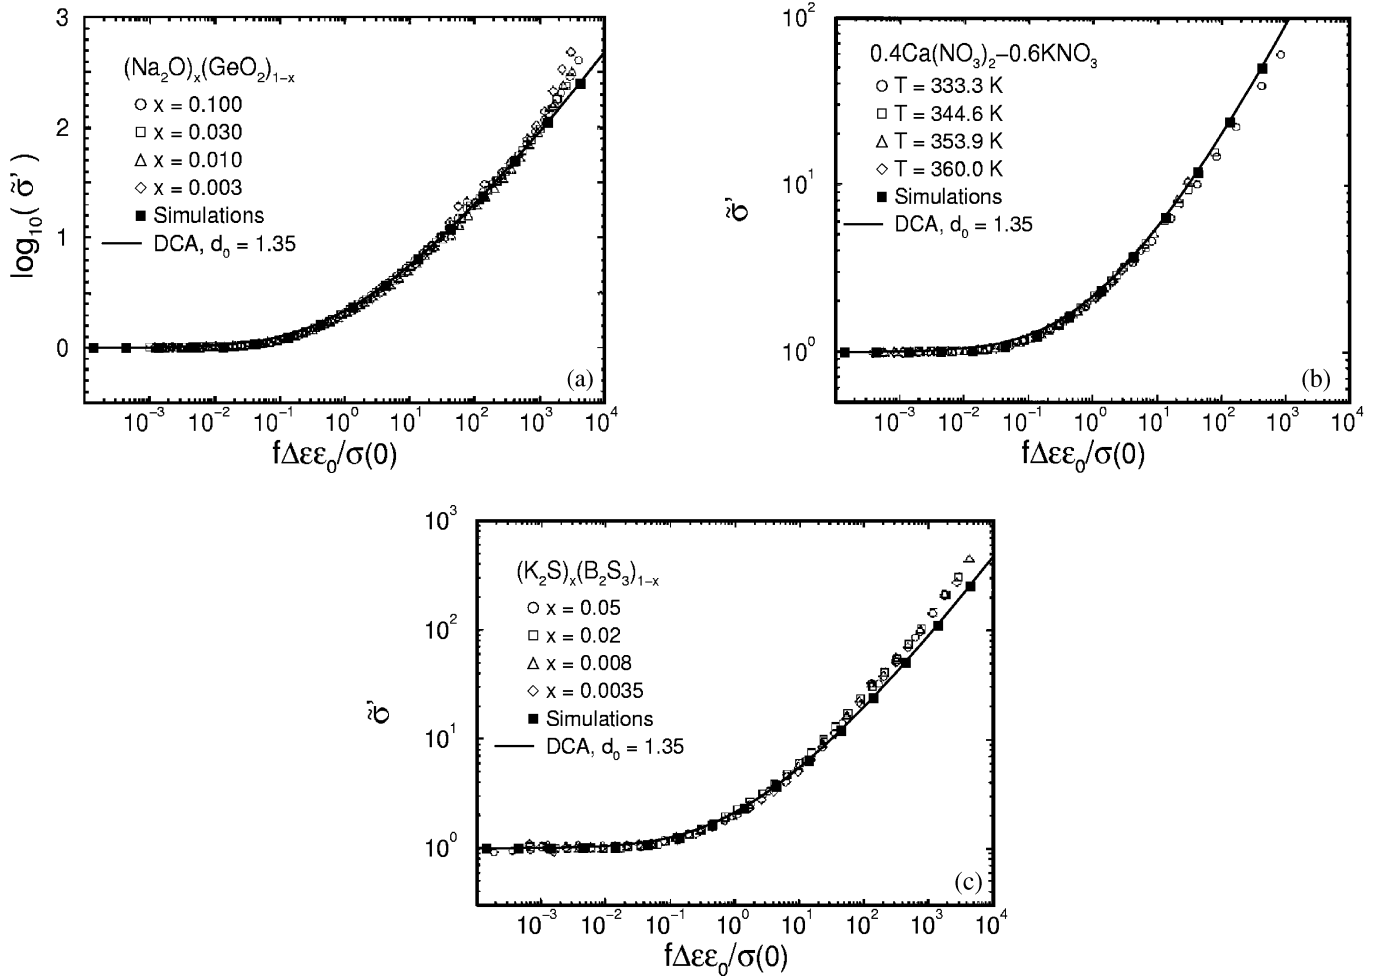 3
2
1
0
log₁₀( σ̃' )
(Na₂O)ₓ(GeO₂)₁₋ₓ
x = 0.100
x = 0.030
x = 0.010
x = 0.003
Simulations
DCA, d₀ = 1.35
(a)
10⁻³ 10⁻² 10⁻¹ 10⁰ 10¹ 10² 10³ 10⁴
fΔεε₀/σ(0)
10²
10¹
10⁰
σ̃'
0.4Ca(NO₃)₂−0.6KNO₃
T = 333.3 K
T = 344.6 K
T = 353.9 K
T = 360.0 K
Simulations
DCA, d₀ = 1.35
(b)
10⁻³ 10⁻² 10⁻¹ 10⁰ 10¹ 10² 10³ 10⁴
fΔεε₀/σ(0)
10³
10²
10¹
10⁰
σ̃'
(K₂S)ₓ(B₂S₃)₁₋ₓ
x = 0.05
x = 0.02
x = 0.008
x = 0.0035
Simulations
DCA, d₀ = 1.35
(c)
10⁻³ 10⁻² 10⁻¹ 10⁰ 10¹ 10² 10³ 10⁴
fΔεε₀/σ(0)